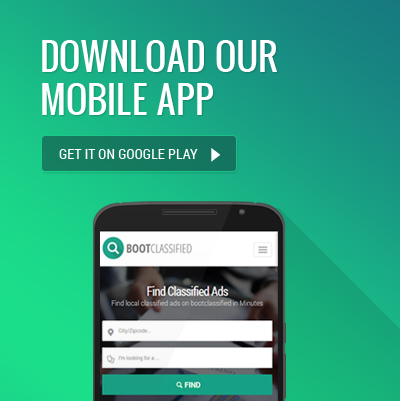 DOWNLOAD OUR
MOBILE APP
GET IT ON GOOGLE PLAY
BOOTCLASSIFIED
Find Classified Ads
Find local classified ads on bootclassified in Minutes
City/Zipcode...
I'm looking for a ...
FIND